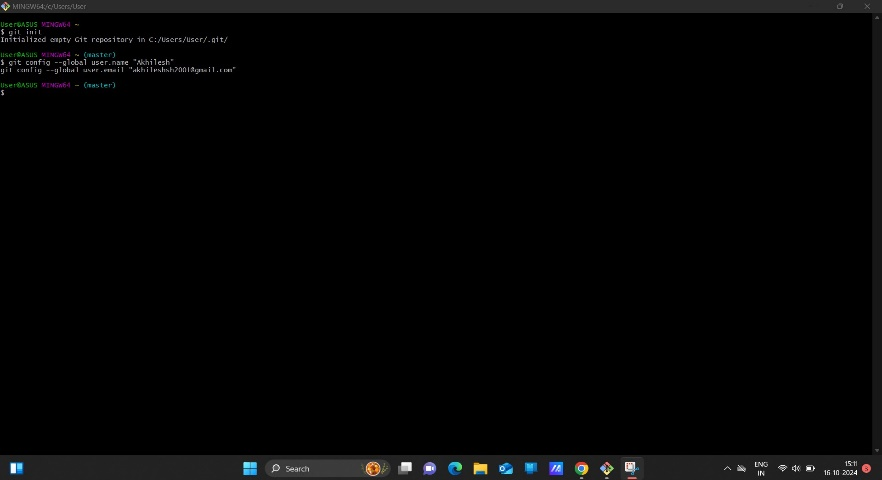 MINGW64:/c/Users/User
User@ASUS MINGW64 ~
$ git init
Initialized empty Git repository in C:/Users/User/.git/
User@ASUS MINGW64 ~ (master)
$ git config --global user.name "Akhilesh"
git config --global user.email "akhileshsh2001@gmail.com"
User@ASUS MINGW64 ~ (master)
$
Search
ENG
IN
15:11
16-10-2024